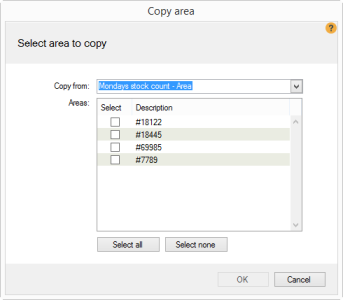 Copy area
?
Select area to copy
Copy from: Mondays stock count - Area
Areas: Select Description
#18122
#18445
#69985
#7789
Select all Select none
OK Cancel